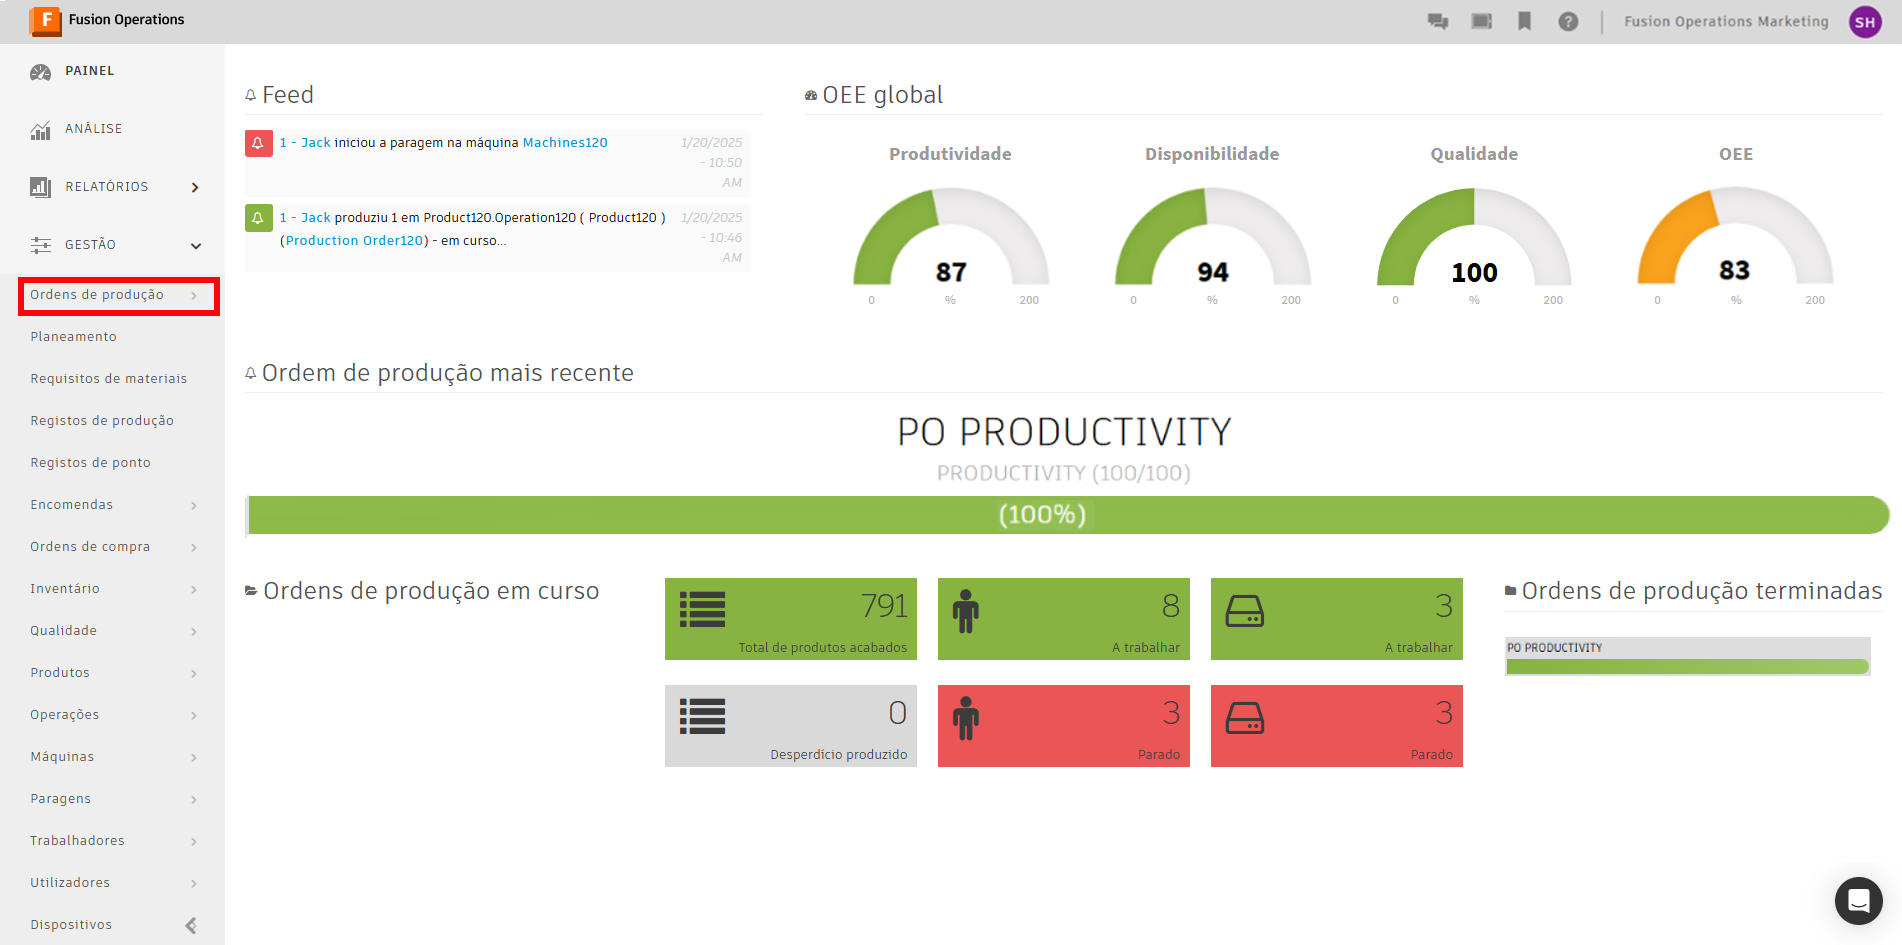 F Fusion Operations
Fusion Operations Marketing SH
PAINEL
ANÁLISE
RELATÓRIOS
GESTÃO
Ordens de produção
Planeamento
Requisitos de materiais
Registos de produção
Registos de ponto
Encomendas
Ordens de compra
Inventário
Qualidade
Produtos
Operações
Máquinas
Paragens
Trabalhadores
Utilizadores
Dispositivos
Feed
1 - Jack iniciou a paragem na máquina Machines120
1/20/2025
- 10:50
AM
1 - Jack produziu 1 em Product120.Operation120 ( Product120 )
(Production Order120) - em curso...
1/20/2025
- 10:46
AM
OEE global
Produtividade
87
0 % 200
Disponibilidade
94
0 % 200
Qualidade
100
0 % 200
OEE
83
0 % 200
Ordem de produção mais recente
PO PRODUCTIVITY
PRODUCTIVITY (100/100)
(100%)
Ordens de produção em curso
791
Total de produtos acabados
8
A trabalhar
3
A trabalhar
0
Desperdício produzido
3
Parado
3
Parado
Ordens de produção terminadas
PO PRODUCTIVITY